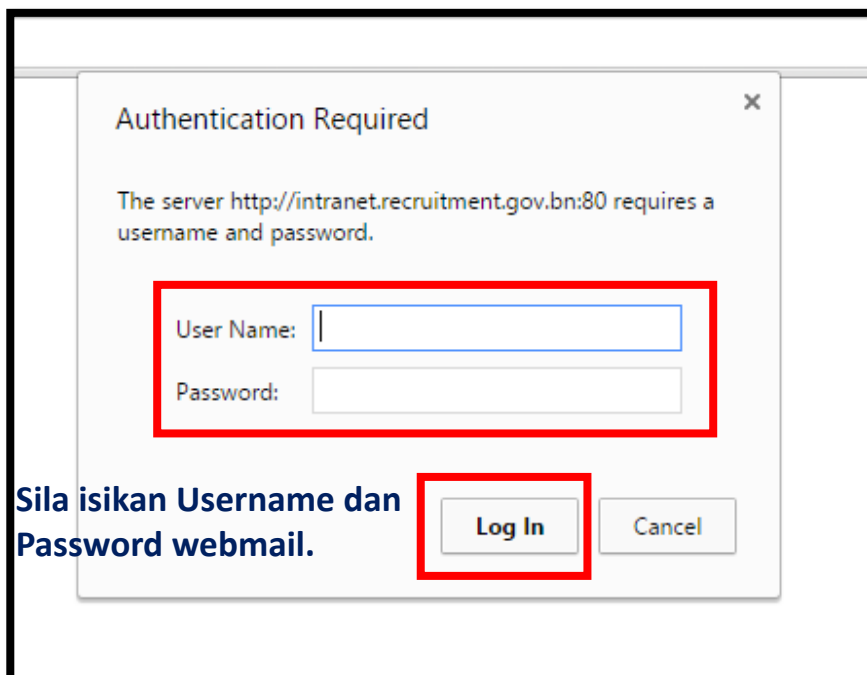 Authentication Required
The server http://intranet.recruitment.gov.bn:80 requires a
username and password.
User Name:
Password:
Sila isikan Username dan
Password webmail.
Log In
Cancel